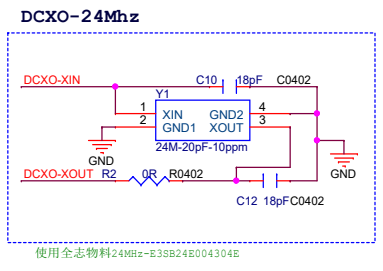 DCXO-24Mhz
C10 18pF C0402
DCXO-XIN
Y1
1 XIN GND2 4
2 GND1 XOUT 3
24M-20pF-10ppm
GND
GND
DCXO-XOUT R2 0R R0402
C12 18pF C0402
使用全志物料24MHz-E3SB24E004304E